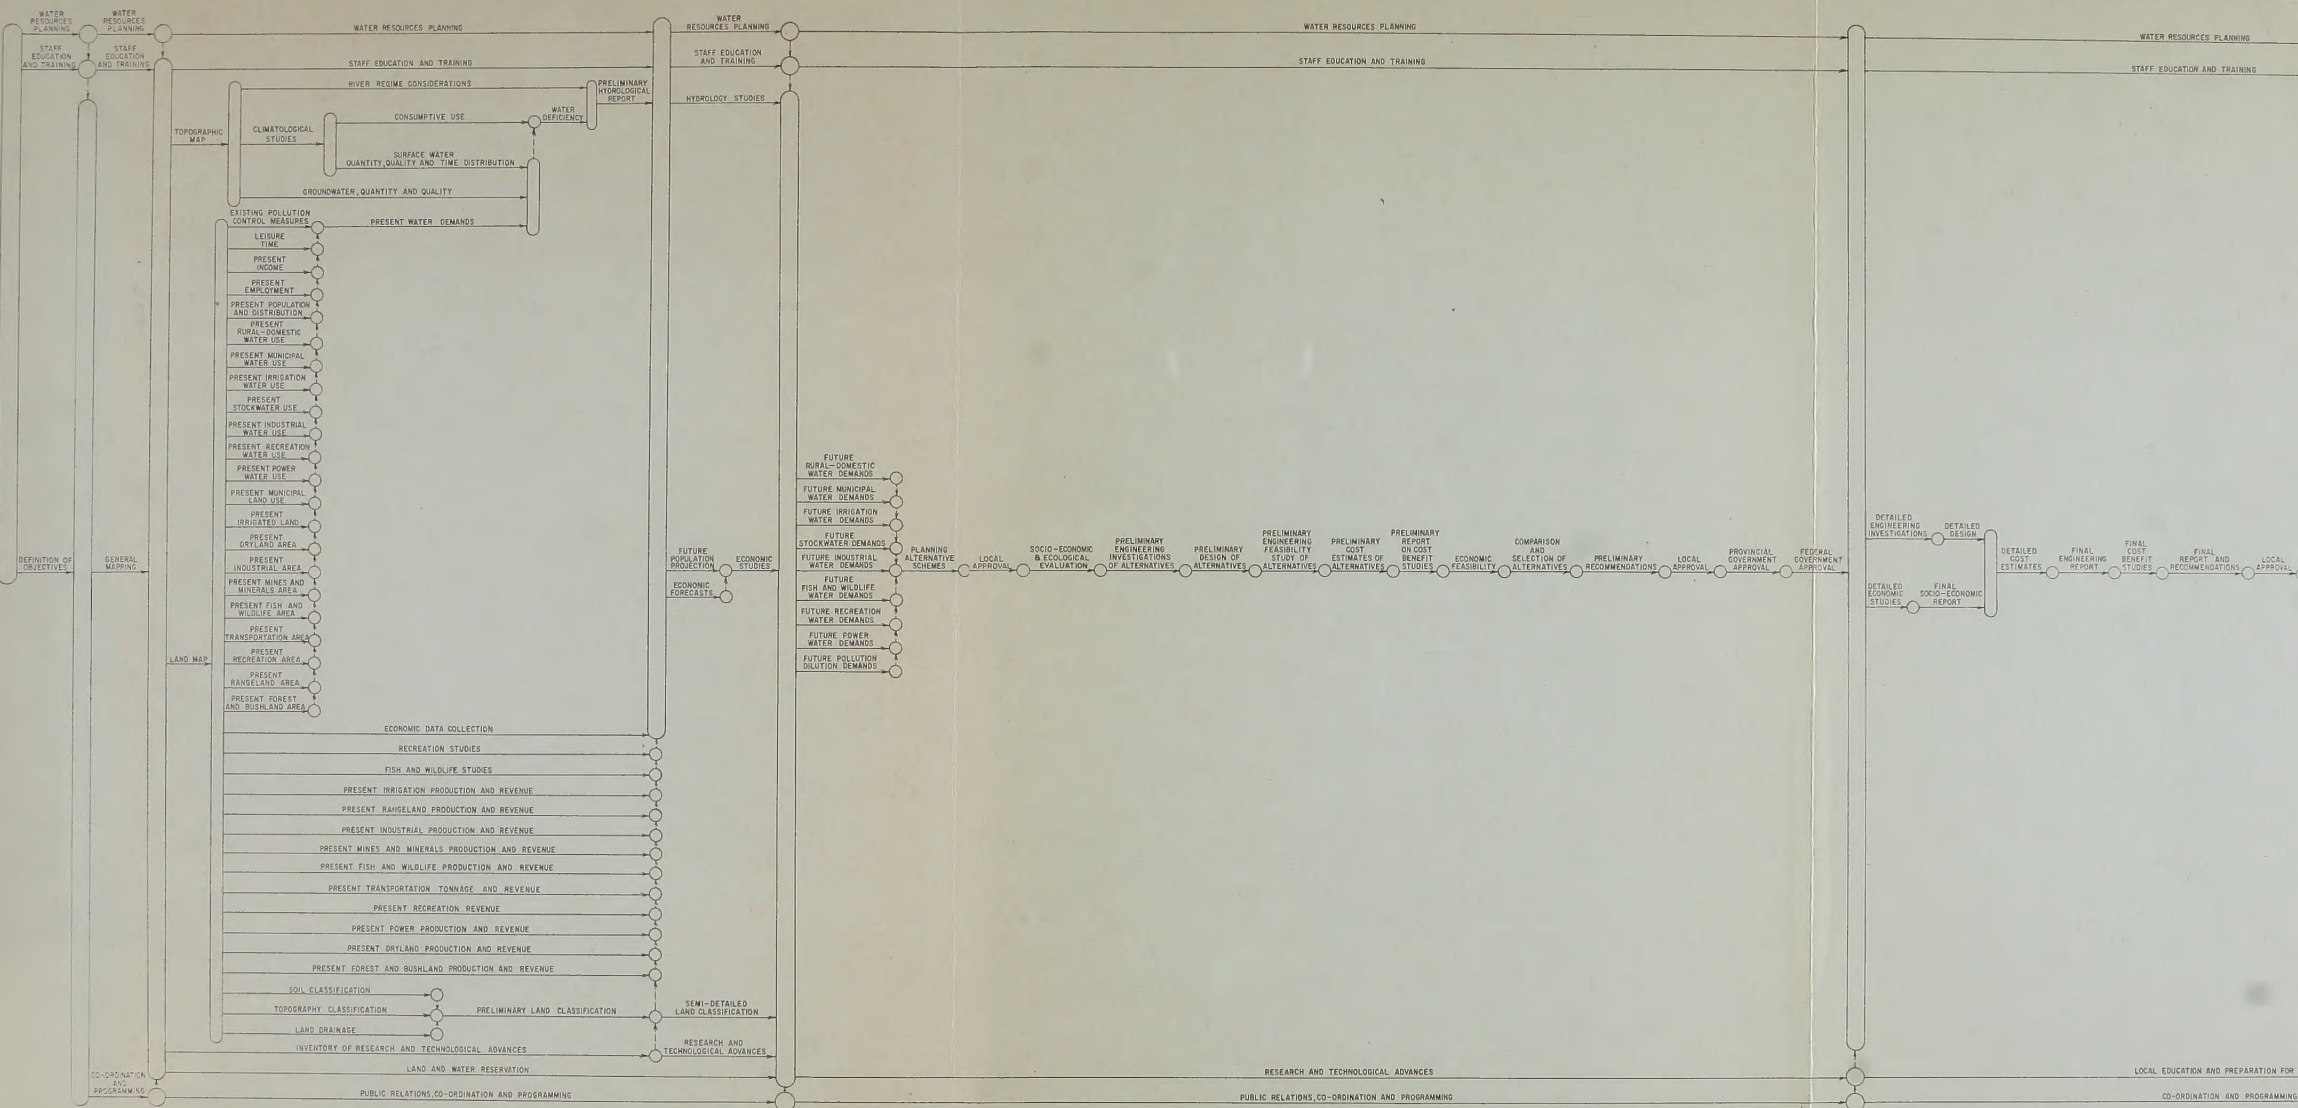 WATER
RESOURCES
PLANNING
WATER
RESOURCES
PLANNING
WATER RESOURCES PLANNING
WATER
RESOURCES PLANNING
WATER RESOURCES PLANNING
WATER RESOURCES PLANNING
STAFF
EDUCATION
AND TRAINING
STAFF
EDUCATION
AND TRAINING
STAFF EDUCATION AND TRAINING
STAFF EDUCATION
AND TRAINING
STAFF EDUCATION AND TRAINING
STAFF EDUCATION AND TRAINING
RIVER REGIME CONSIDERATIONS
PRELIMINARY
HYDROLOGICAL
REPORT
HYDROLOGY STUDIES
TOPOGRAPHIC
MAP
CLIMATOLOGICAL
STUDIES
CONSUMPTIVE USE
WATER
DEFICIENCY
SURFACE WATER
QUANTITY, QUALITY AND TIME DISTRIBUTION
GROUNDWATER, QUANTITY AND QUALITY
EXISTING POLLUTION
CONTROL MEASURES
PRESENT WATER DEMANDS
LEISURE
TIME
PRESENT
INCOME
PRESENT
EMPLOYMENT
PRESENT POPULATION
AND DISTRIBUTION
PRESENT
RURAL-DOMESTIC
WATER USE
PRESENT MUNICIPAL
WATER USE
PRESENT IRRIGATION
WATER USE
PRESENT
STOCKWATER USE
PRESENT INDUSTRIAL
WATER USE
PRESENT RECREATION
WATER USE
PRESENT POWER
WATER USE
PRESENT MUNICIPAL
LAND USE
PRESENT
IRRIGATED LAND
PRESENT
DRYLAND AREA
PRESENT
INDUSTRIAL AREA
PRESENT MINES AND
MINERALS AREA
PRESENT FISH AND
WILDLIFE AREA
PRESENT
TRANSPORTATION AREA
PRESENT
RECREATION AREA
PRESENT
RANGELAND AREA
PRESENT FOREST
AND BUSHLAND AREA
DEFINITION OF
OBJECTIVES
GENERAL
MAPPING
LAND MAP
FUTURE
POPULATION
PROJECTION
ECONOMIC
STUDIES
ECONOMIC
FORECASTS
FUTURE
RURAL-DOMESTIC
WATER DEMANDS
FUTURE MUNICIPAL
WATER DEMANDS
FUTURE IRRIGATION
WATER DEMANDS
FUTURE
STOCKWATER DEMANDS
FUTURE INDUSTRIAL
WATER DEMANDS
FUTURE
FISH AND WILDLIFE
WATER DEMANDS
FUTURE RECREATION
WATER DEMANDS
FUTURE POWER
WATER DEMANDS
FUTURE POLLUTION
DILUTION DEMANDS
PLANNING
ALTERNATIVE
SCHEMES
LOCAL
APPROVAL
SOCIO-ECONOMIC
& ECOLOGICAL
EVALUATION
PRELIMINARY
ENGINEERING
INVESTIGATIONS
OF ALTERNATIVES
PRELIMINARY
DESIGN OF
ALTERNATIVES
PRELIMINARY
ENGINEERING
FEASIBILITY
STUDY OF
ALTERNATIVES
PRELIMINARY
COST
ESTIMATES OF
ALTERNATIVES
PRELIMINARY
REPORT
ON COST
BENEFIT
STUDIES
ECONOMIC
FEASIBILITY
COMPARISON
AND
SELECTION OF
ALTERNATIVES
PRELIMINARY
RECOMMENDATIONS
LOCAL
APPROVAL
PROVINCIAL
GOVERNMENT
APPROVAL
FEDERAL
GOVERNMENT
APPROVAL
DETAILED
ENGINEERING
INVESTIGATIONS
DETAILED
DESIGN
DETAILED
ECONOMIC
STUDIES
FINAL
SOCIO-ECONOMIC
REPORT
DETAILED
COST
ESTIMATES
FINAL
ENGINEERING
REPORT
FINAL
COST
BENEFIT
STUDIES
FINAL
REPORT AND
RECOMMENDATIONS
LOCAL
APPROVAL
ECONOMIC DATA COLLECTION
RECREATION STUDIES
FISH AND WILDLIFE STUDIES
PRESENT IRRIGATION PRODUCTION AND REVENUE
PRESENT RANGELAND PRODUCTION AND REVENUE
PRESENT INDUSTRIAL PRODUCTION AND REVENUE
PRESENT MINES AND MINERALS PRODUCTION AND REVENUE
PRESENT FISH AND WILDLIFE PRODUCTION AND REVENUE
PRESENT TRANSPORTATION TONNAGE AND REVENUE
PRESENT RECREATION REVENUE
PRESENT POWER PRODUCTION AND REVENUE
PRESENT DRYLAND PRODUCTION AND REVENUE
PRESENT FOREST AND BUSHLAND PRODUCTION AND REVENUE
SOIL CLASSIFICATION
TOPOGRAPHY CLASSIFICATION
PRELIMINARY LAND CLASSIFICATION
SEMI-DETAILED
LAND CLASSIFICATION
LAND DRAINAGE
INVENTORY OF RESEARCH AND TECHNOLOGICAL ADVANCES
RESEARCH AND
TECHNOLOGICAL ADVANCES
LAND AND WATER RESERVATION
RESEARCH AND TECHNOLOGICAL ADVANCES
LOCAL EDUCATION AND PREPARATION FOR
CO-ORDINATION
AND
PROGRAMMING
PUBLIC RELATIONS, CO-ORDINATION AND PROGRAMMING
PUBLIC RELATIONS, CO-ORDINATION AND PROGRAMMING
CO-ORDINATION AND PROGRAMMING